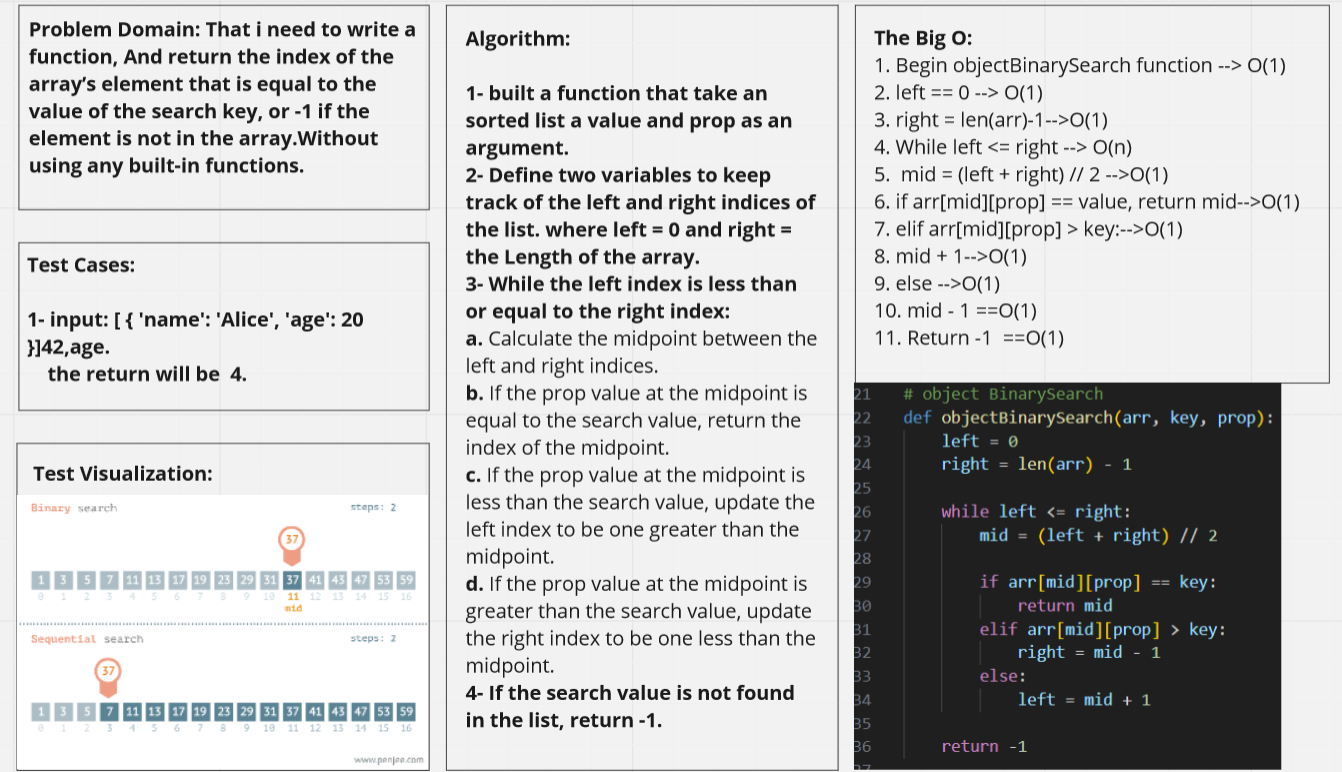 Problem Domain: That i need to write a
function, And return the index of the
array’s element that is equal to the
value of the search key, or -1 if the
element is not in the array.Without
using any built-in functions.
Test Cases:
1- input: [ { 'name': 'Alice', 'age': 20
}]42,age.
the return will be 4.
Test Visualization:
Binary search steps: 2
37
1 3 5 7 11 13 17 19 23 29 31 37 41 43 47 53 59
0 1 2 3 4 5 6 7 8 9 10 11 12 13 14 15 16
mid
Sequential search steps: 2
37
1 3 5 7 11 13 17 19 23 29 31 37 41 43 47 53 59
0 1 2 3 4 5 6 7 8 9 10 11 12 13 14 15 16
www.penjee.com
Algorithm:
1- built a function that take an
sorted list a value and prop as an
argument.
2- Define two variables to keep
track of the left and right indices of
the list. where left = 0 and right =
the Length of the array.
3- While the left index is less than
or equal to the right index:
a. Calculate the midpoint between the
left and right indices.
b. If the prop value at the midpoint is
equal to the search value, return the
index of the midpoint.
c. If the prop value at the midpoint is
less than the search value, update the
left index to be one greater than the
midpoint.
d. If the prop value at the midpoint is
greater than the search value, update
the right index to be one less than the
midpoint.
4- If the search value is not found
in the list, return -1.
The Big O:
1. Begin objectBinarySearch function --> O(1)
2. left == 0 --> O(1)
3. right = len(arr)-1-->O(1)
4. While left <= right --> O(n)
5. mid = (left + right) // 2 -->O(1)
6. if arr[mid][prop] == value, return mid-->O(1)
7. elif arr[mid][prop] > key:-->O(1)
8. mid + 1-->O(1)
9. else -->O(1)
10. mid - 1 ==O(1)
11. Return -1 ==O(1)
21 # object BinarySearch
22 def objectBinarySearch(arr, key, prop):
23 left = 0
24 right = len(arr) - 1
25
26 while left <= right:
27 mid = (left + right) // 2
28
29 if arr[mid][prop] == key:
30 return mid
31 elif arr[mid][prop] > key:
32 right = mid - 1
33 else:
34 left = mid + 1
35
36 return -1
37